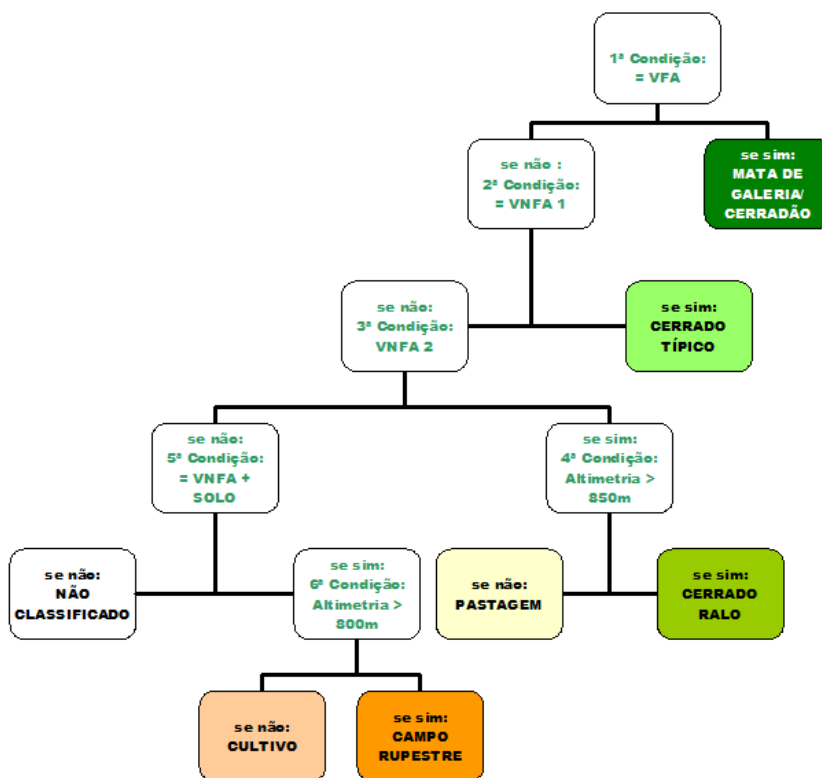 1ª Condição:
= VFA
se não :
2ª Condição:
= VNFA 1
se sim:
MATA DE
GALERIA/
CERRADÃO
se não:
3ª Condição:
VNFA 2
se sim:
CERRADO
TÍPICO
se não:
5ª Condição:
= VNFA +
SOLO
se sim:
4ª Condição:
Altimetria >
850m
se não:
NÃO
CLASSIFICADO
se sim:
6ª Condição:
Altimetria >
800m
se não:
PASTAGEM
se sim:
CERRADO
RALO
se não:
CULTIVO
se sim:
CAMPO
RUPESTRE